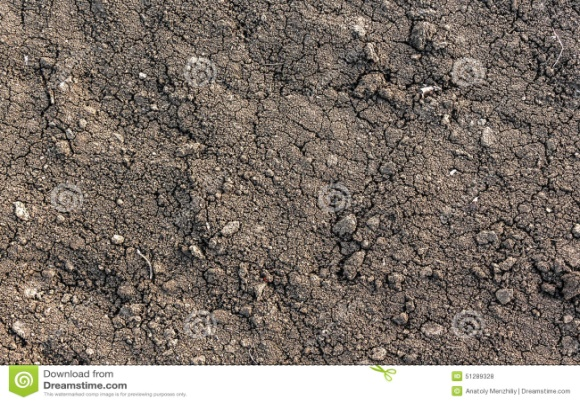 Download from
Dreamstime.com
This watermarked comp image is for previewing purposes only.
51289328
Anatoly Menzhiliy | Dreamstime.com